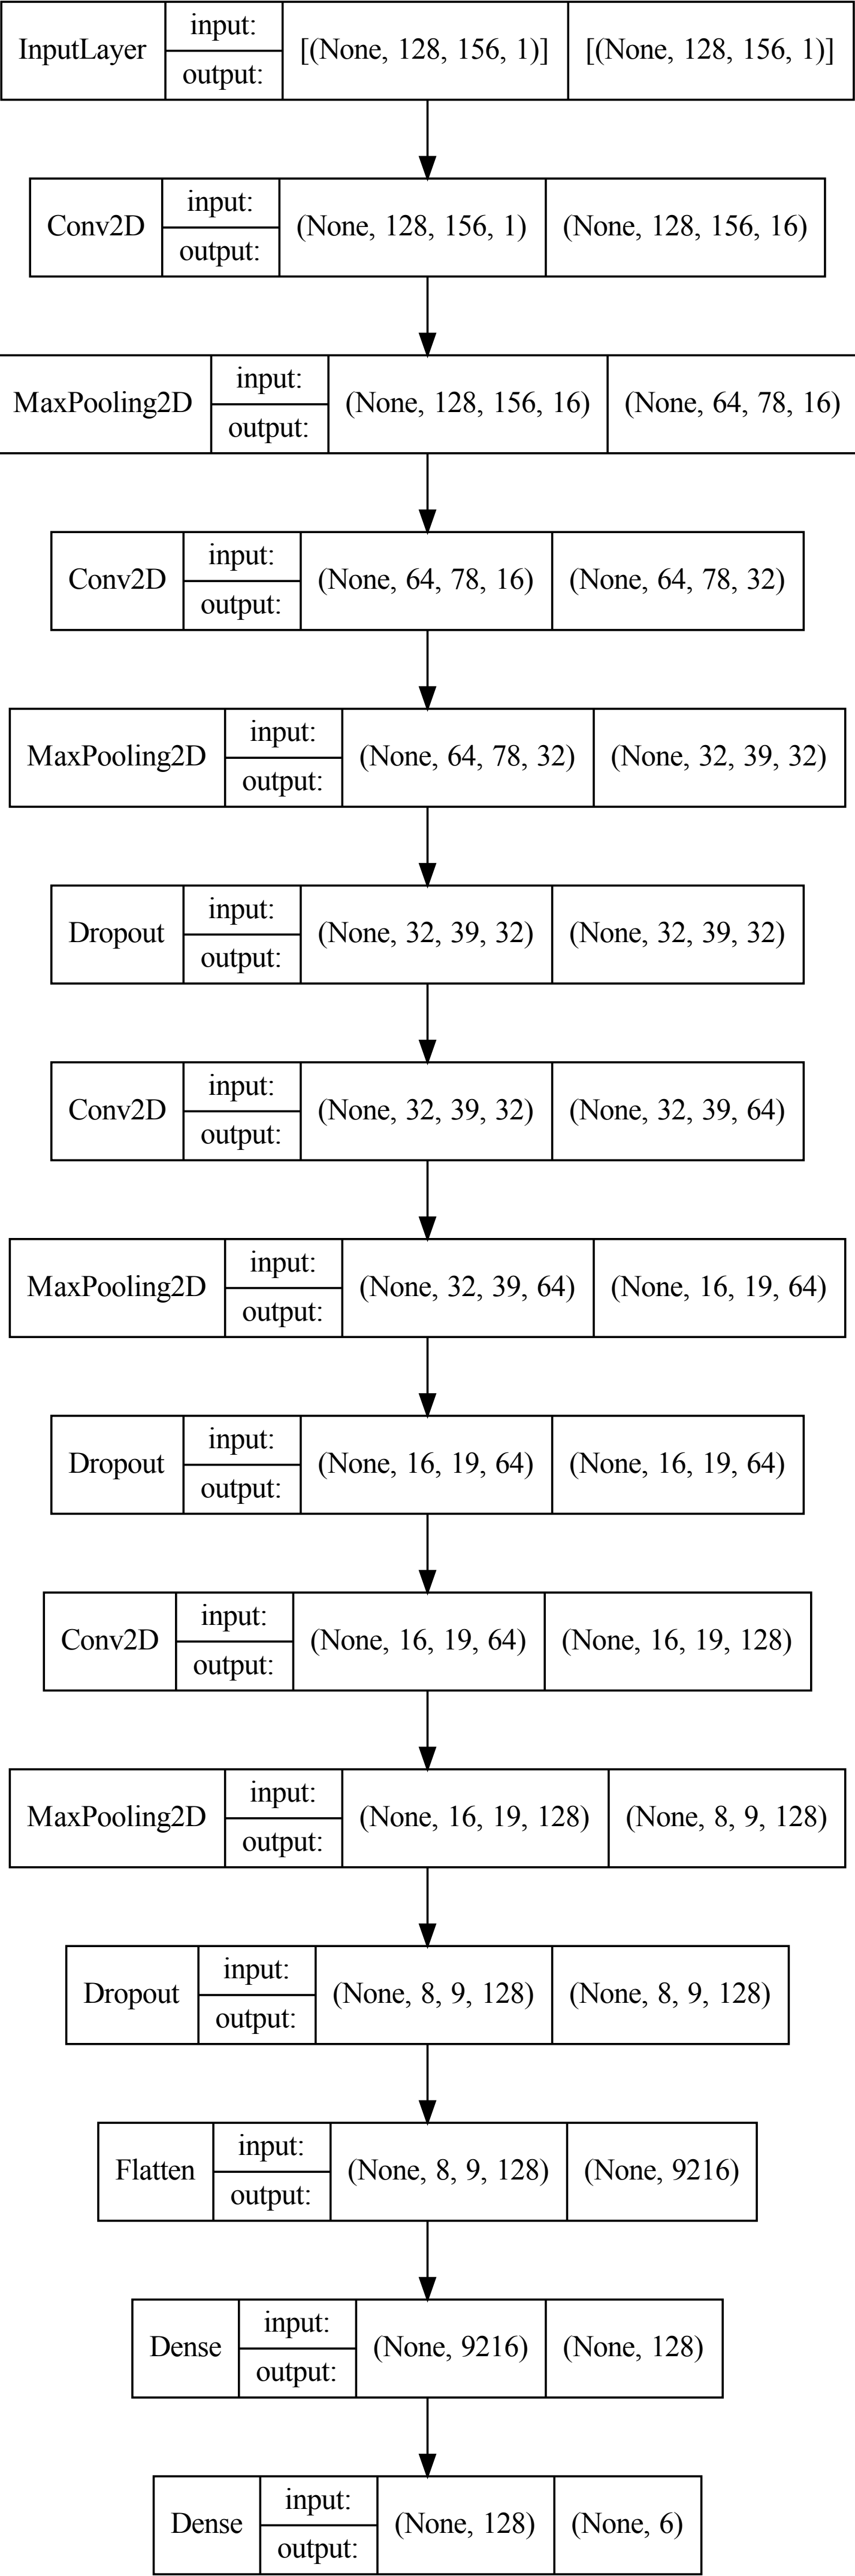 InputLayer input: output: [(None, 128, 156, 1)] [(None, 128, 156, 1)]
Conv2D input: output: (None, 128, 156, 1) (None, 128, 156, 16)
MaxPooling2D input: output: (None, 128, 156, 16) (None, 64, 78, 16)
Conv2D input: output: (None, 64, 78, 16) (None, 64, 78, 32)
MaxPooling2D input: output: (None, 64, 78, 32) (None, 32, 39, 32)
Dropout input: output: (None, 32, 39, 32) (None, 32, 39, 32)
Conv2D input: output: (None, 32, 39, 32) (None, 32, 39, 64)
MaxPooling2D input: output: (None, 32, 39, 64) (None, 16, 19, 64)
Dropout input: output: (None, 16, 19, 64) (None, 16, 19, 64)
Conv2D input: output: (None, 16, 19, 64) (None, 16, 19, 128)
MaxPooling2D input: output: (None, 16, 19, 128) (None, 8, 9, 128)
Dropout input: output: (None, 8, 9, 128) (None, 8, 9, 128)
Flatten input: output: (None, 8, 9, 128) (None, 9216)
Dense input: output: (None, 9216) (None, 128)
Dense input: output: (None, 128) (None, 6)